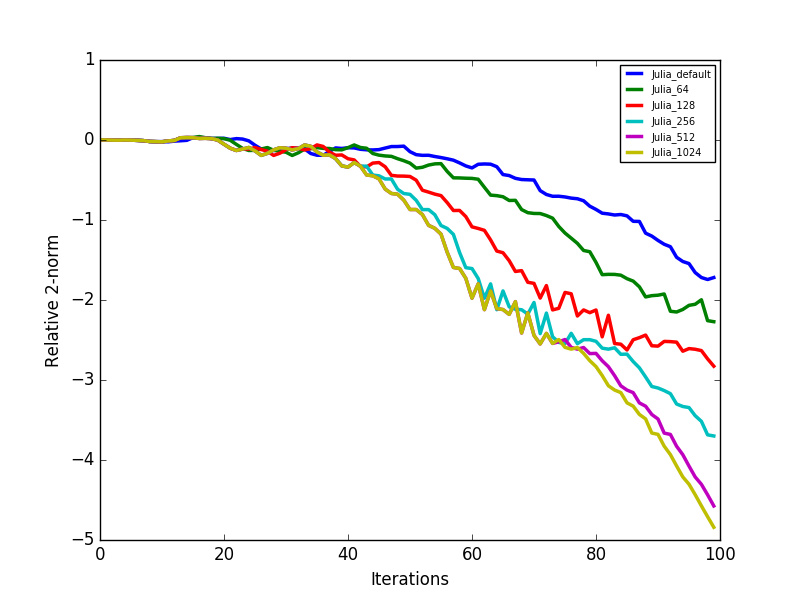 1
0
−1
−2
−3
−4
−5
Relative 2-norm
0
20
40
60
80
100
Iterations
Julia_default
Julia_64
Julia_128
Julia_256
Julia_512
Julia_1024